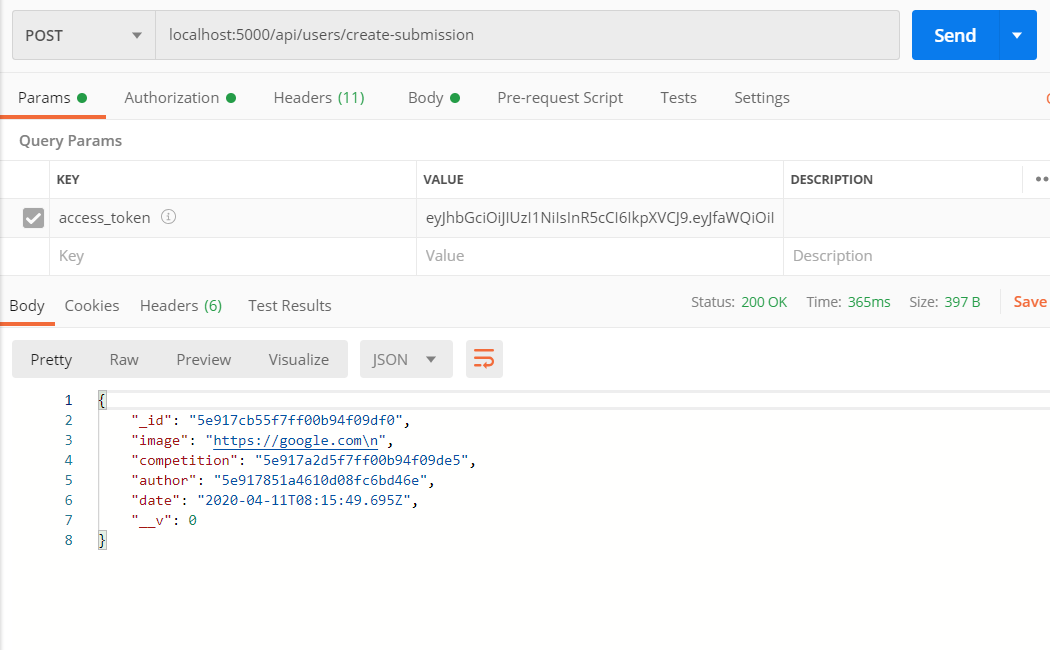 POST localhost:5000/api/users/create-submission Send
Params Authorization Headers (11) Body Pre-request Script Tests Settings
Query Params
KEY VALUE DESCRIPTION
access_token eyJhbGciOiJIUzI1NiIsInR5cCI6IkpXVCJ9.eyJfaWQiOiI
Key Value Description
Body Cookies Headers (6) Test Results Status: 200 OK Time: 365ms Size: 397 B Save
Pretty Raw Preview Visualize JSON
1 {
2 "_id": "5e917cb55f7ff00b94f09df0",
3 "image": "https://google.com\n",
4 "competition": "5e917a2d5f7ff00b94f09de5",
5 "author": "5e917851a4610d08fc6bd46e",
6 "date": "2020-04-11T08:15:49.695Z",
7 "__v": 0
8 }